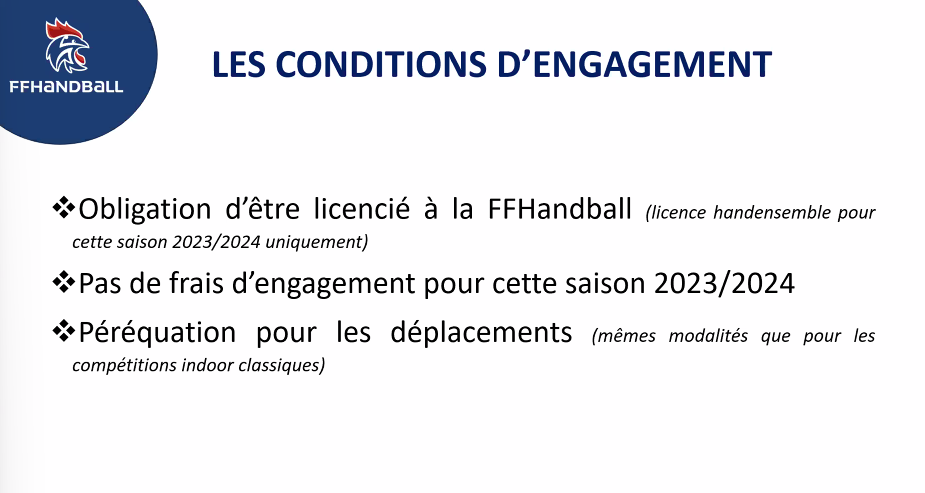 FFHANDBALL
LES CONDITIONS D’ENGAGEMENT
❖Obligation d’être licencié à la FFHandball (licence handensemble pour
cette saison 2023/2024 uniquement)
❖Pas de frais d’engagement pour cette saison 2023/2024
❖Péréquation pour les déplacements (mêmes modalités que pour les
compétitions indoor classiques)